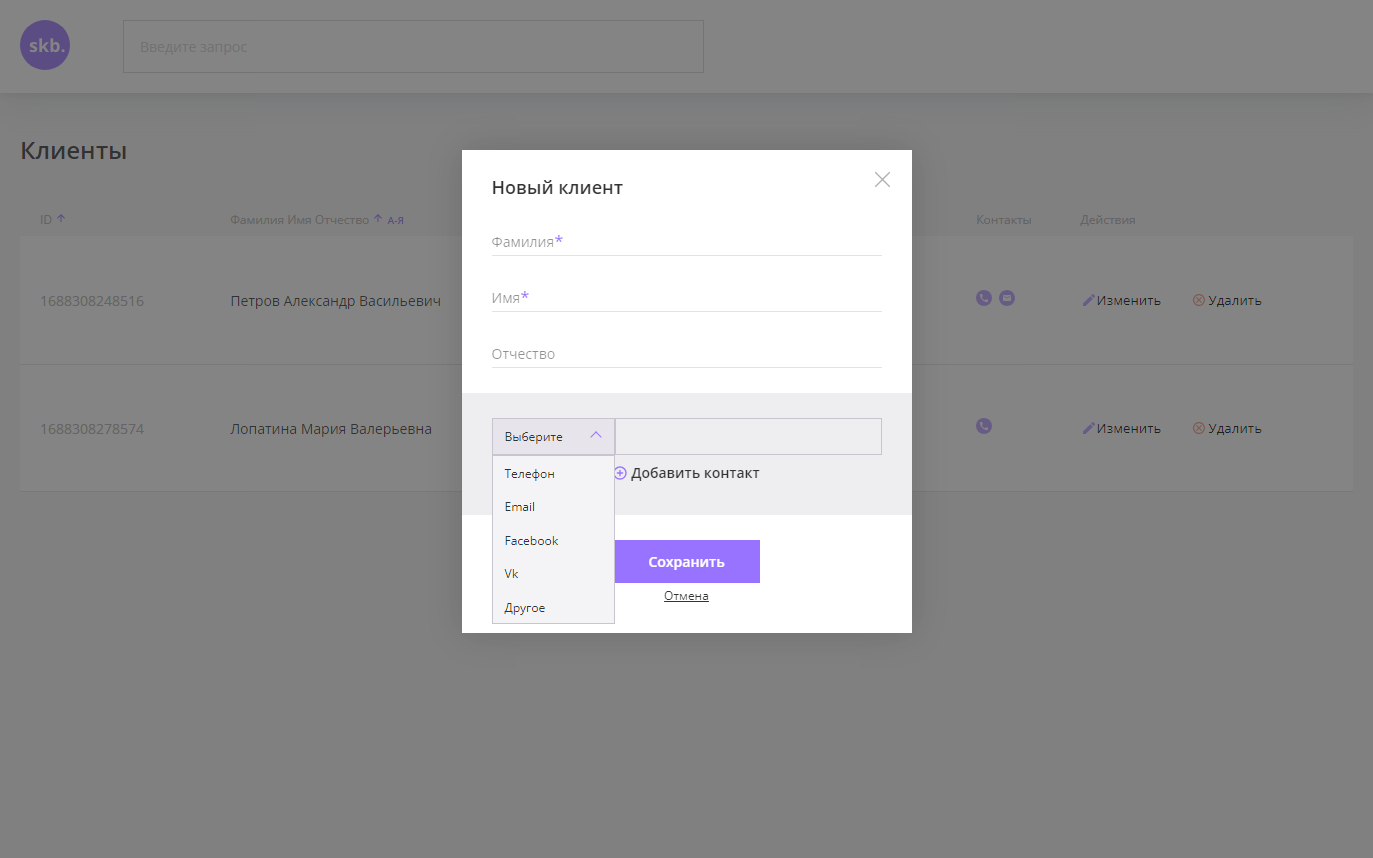 skb.
Введите запрос
Клиенты
Новый клиент
ID Фамилия Имя Отчество А-Я Контакты Действия
Фамилия*
1688308248516 Петров Александр Васильевич Изменить Удалить
Имя*
Отчество
1688308278574 Лопатина Мария Валерьевна Изменить Удалить
Выберите
Телефон
Добавить контакт
Email
Facebook
Vk
Другое
Сохранить
Отмена